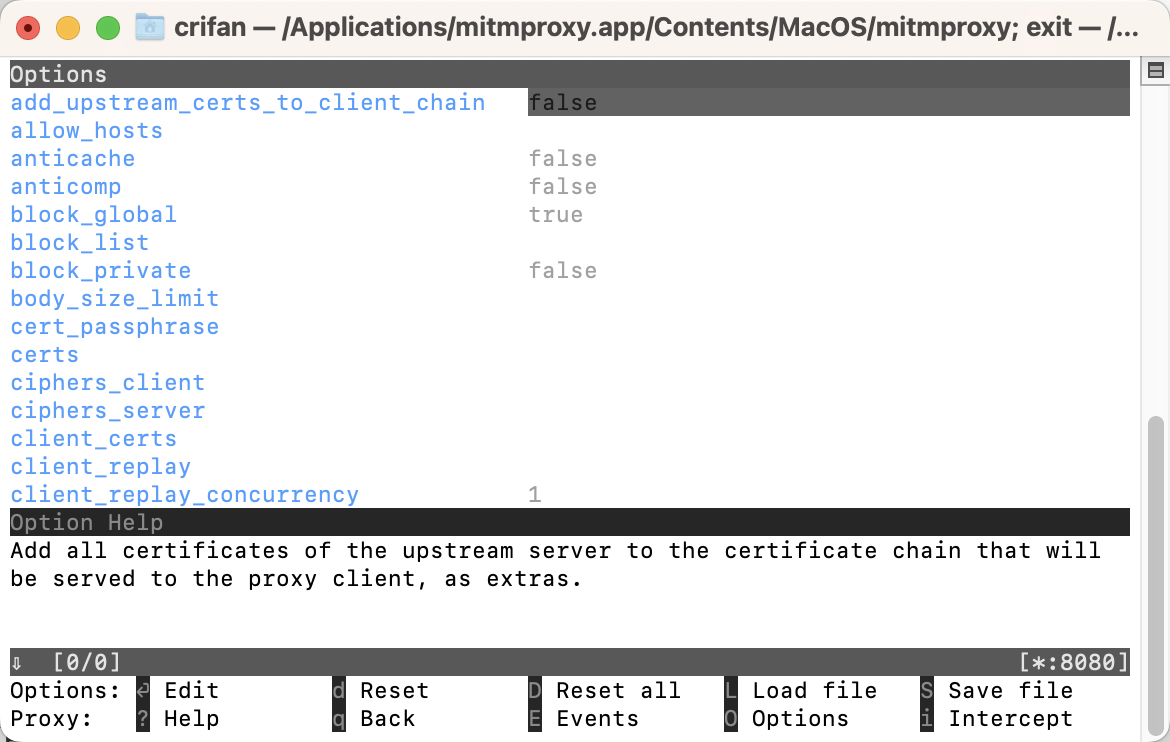 crifan — /Applications/mitmproxy.app/Contents/MacOS/mitmproxy; exit — /...
Options
add_upstream_certs_to_client_chain false
allow_hosts
anticache false
anticomp false
block_global true
block_list
block_private false
body_size_limit
cert_passphrase
certs
ciphers_client
ciphers_server
client_certs
client_replay
client_replay_concurrency 1
Option Help
Add all certificates of the upstream server to the certificate chain that will
be served to the proxy client, as extras.
⇩ [0/0] [*:8080]
Options: ⏎ Edit d Reset D Reset all L Load file S Save file
Proxy: ? Help q Back E Events O Options i Intercept